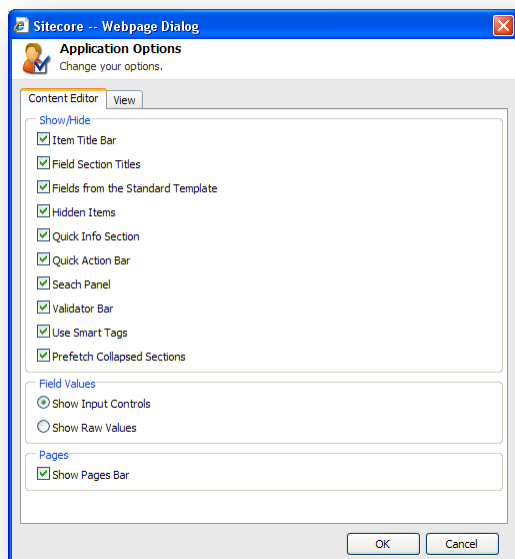 Sitecore -- Webpage Dialog
Application Options
Change your options.
Content Editor View
Show/Hide
Item Title Bar
Field Section Titles
Fields from the Standard Template
Hidden Items
Quick Info Section
Quick Action Bar
Seach Panel
Validator Bar
Use Smart Tags
Prefetch Collapsed Sections
Field Values
Show Input Controls
Show Raw Values
Pages
Show Pages Bar
OK Cancel